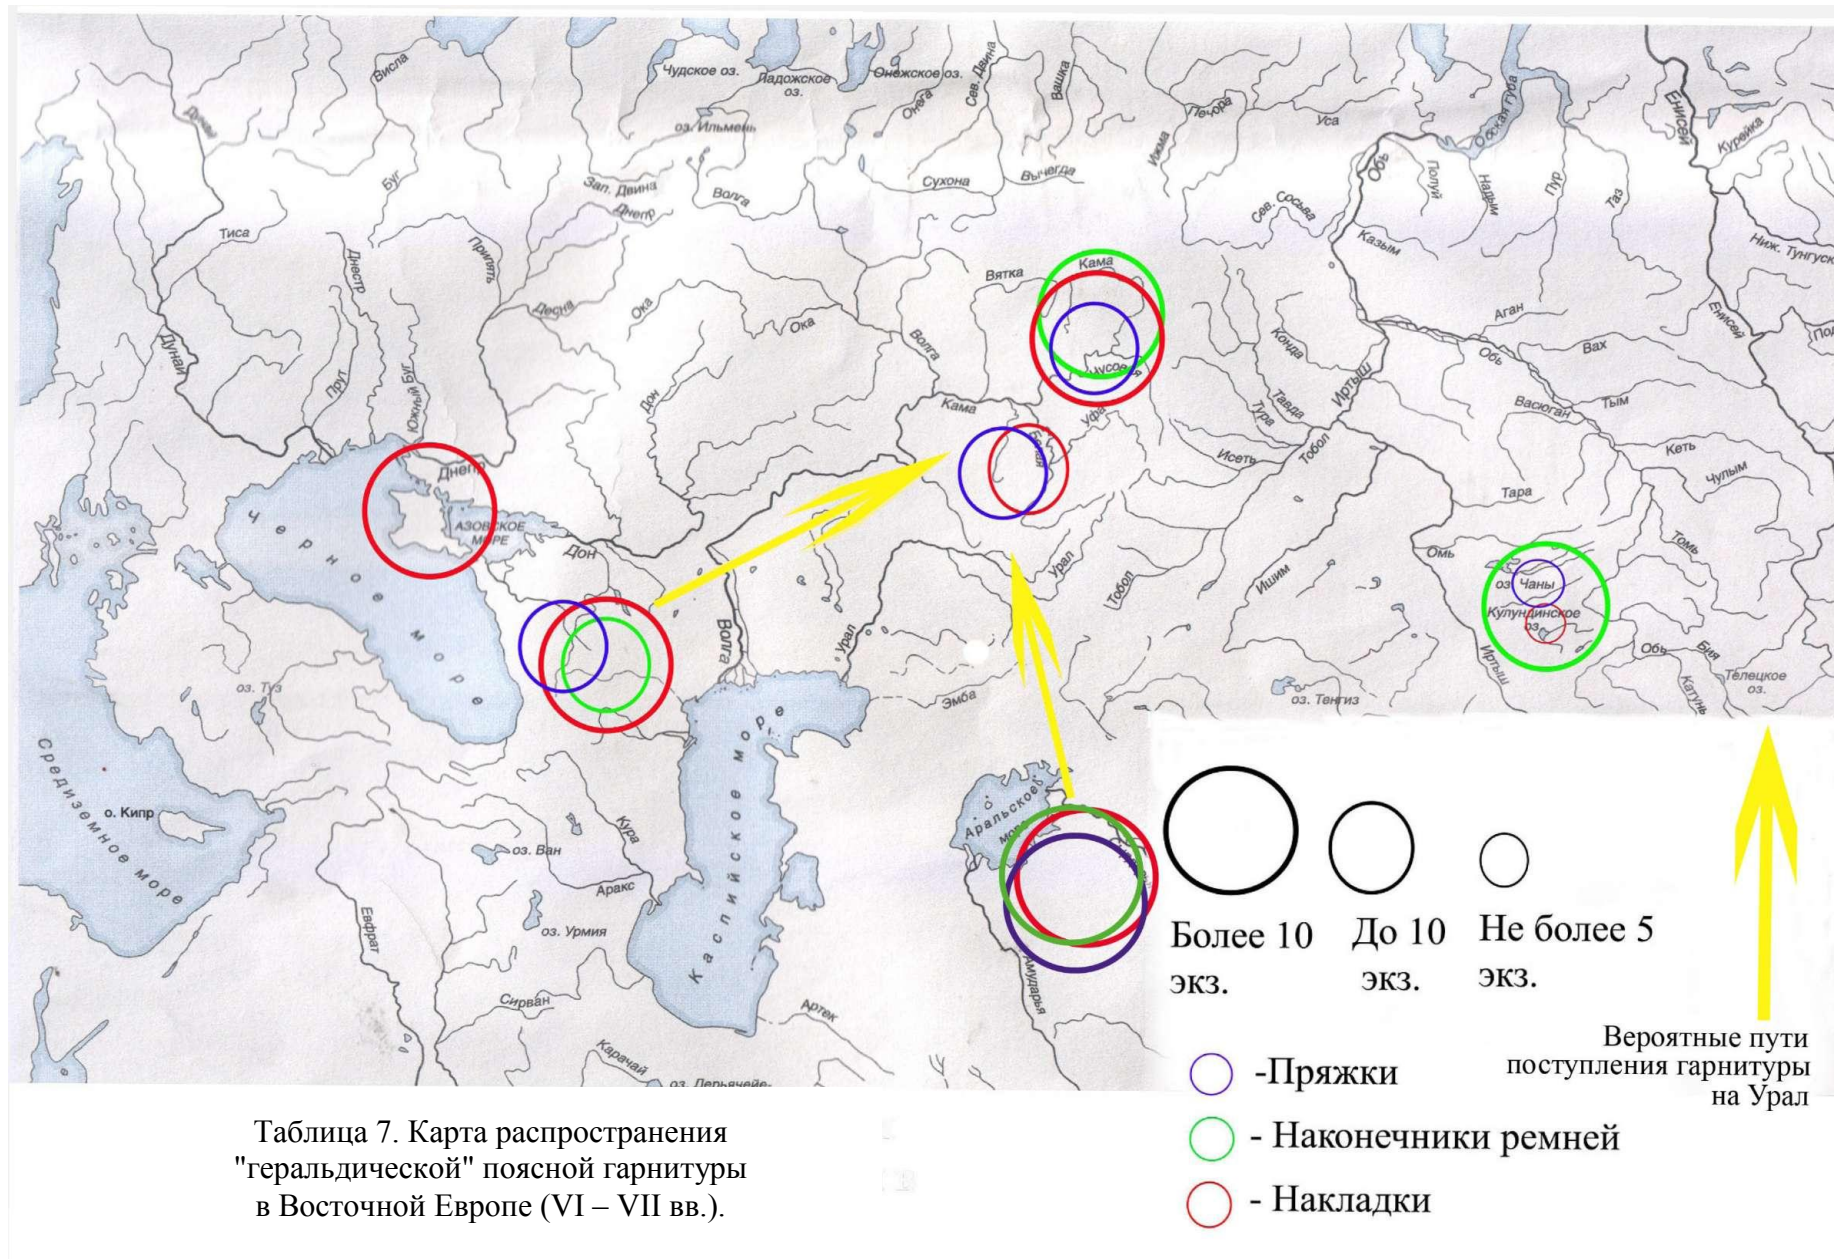 Висла
Чудское оз.
Ладожское
оз.
Онежское оз.
Сев. Двина
Вашка
Онега
Печора
Уса
Обская губа
Енисей
Курейка
Дунай
оз. Ильмень
Ижма
Обь
Полуй
Надым
Пур
Таз
Буг
Зап. Двина
Волга
Сухона
Вычегда
Днепр
Сев. Сосьва
Тиса
Днестр
Припять
Казым
Ниж. Тунгуск
Вятка
Кама
Десна
Ока
Ока
Аган
Енисей
Дунай
Волга
Конда
Обь
Вах
Прут
Южный Буг
Дон
Чусовая
Иртыш
Кама
Уфа
Тура
Тавда
Васюган
Тым
Белая
Исеть
Тобол
Кеть
Чулым
Днепр
Тара
Черное море
АЗОВСКОЕ
МОРЕ
Дон
Омь
Томь
Урал
Тобол
Ишим
оз. Чаны
Кулундинское
оз.
Волга
Урал
Иртыш
Обь
Бия
Катунь
Телецкое
оз.
оз. Туз
Эмба
оз. Тенгиз
Средиземное море
о. Кипр
Каспийское море
Аральское
море
Кура
оз. Ван
Аракс
Евфрат
оз. Урмия
Амударья
Сирван
Артек
Карачай
Более 10
экз.
До 10
экз.
Не более 5
экз.
Вероятные пути
поступления гарнитуры
на Урал
-Пряжки
- Наконечники ремней
- Накладки
Таблица 7. Карта распространения
"геральдической" поясной гарнитуры
в Восточной Европе (VI – VII вв.).